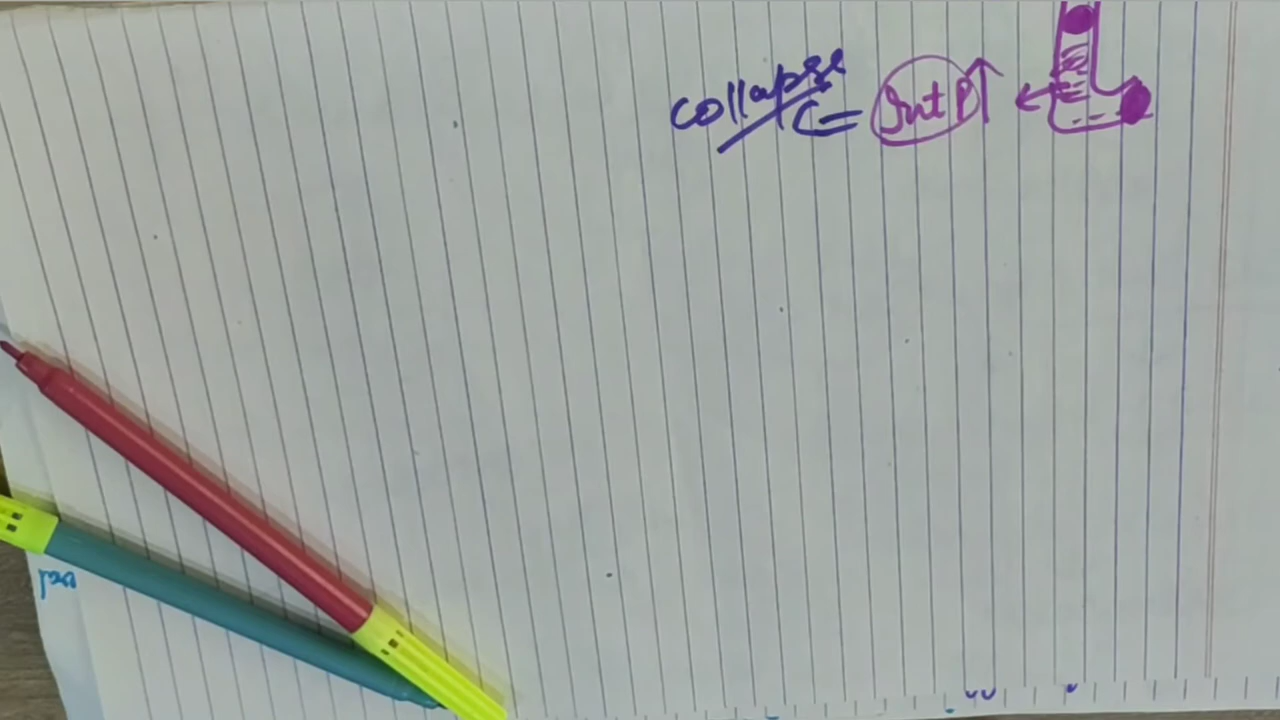 collapse <= Int P↑ ←